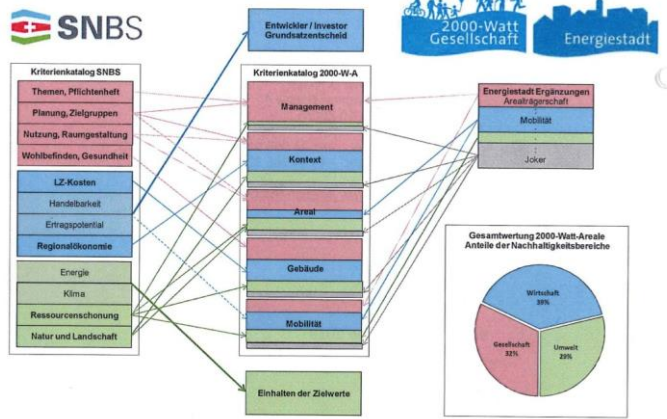 SNBS
Entwickler / Investor
Grundsatzentscheid
2000-Watt
Gesellschaft
Energiestadt
Kriterienkatalog SNBS
Themen, Pflichtenheft
Planung, Zielgruppen
Nutzung, Raumgestaltung
Wohlbefinden, Gesundheit
LZ-Kosten
Handelbarkeit
Ertragspotential
Regionalökonomie
Energie
Klima
Ressourcenschonung
Natur und Landschaft
Kriterienkatalog 2000-W-A
Management
Kontext
Areal
Gebäude
Mobilität
Einhalten der Zielwerte
Energiestadt Ergänzungen
Arealträgerschaft
Mobilität
Joker
Gesamtwertung 2000-Watt-Areale
Anteile der Nachhaltigkeitsbereiche
Wirtschaft
39%
Gesellschaft
32%
Umwelt
29%